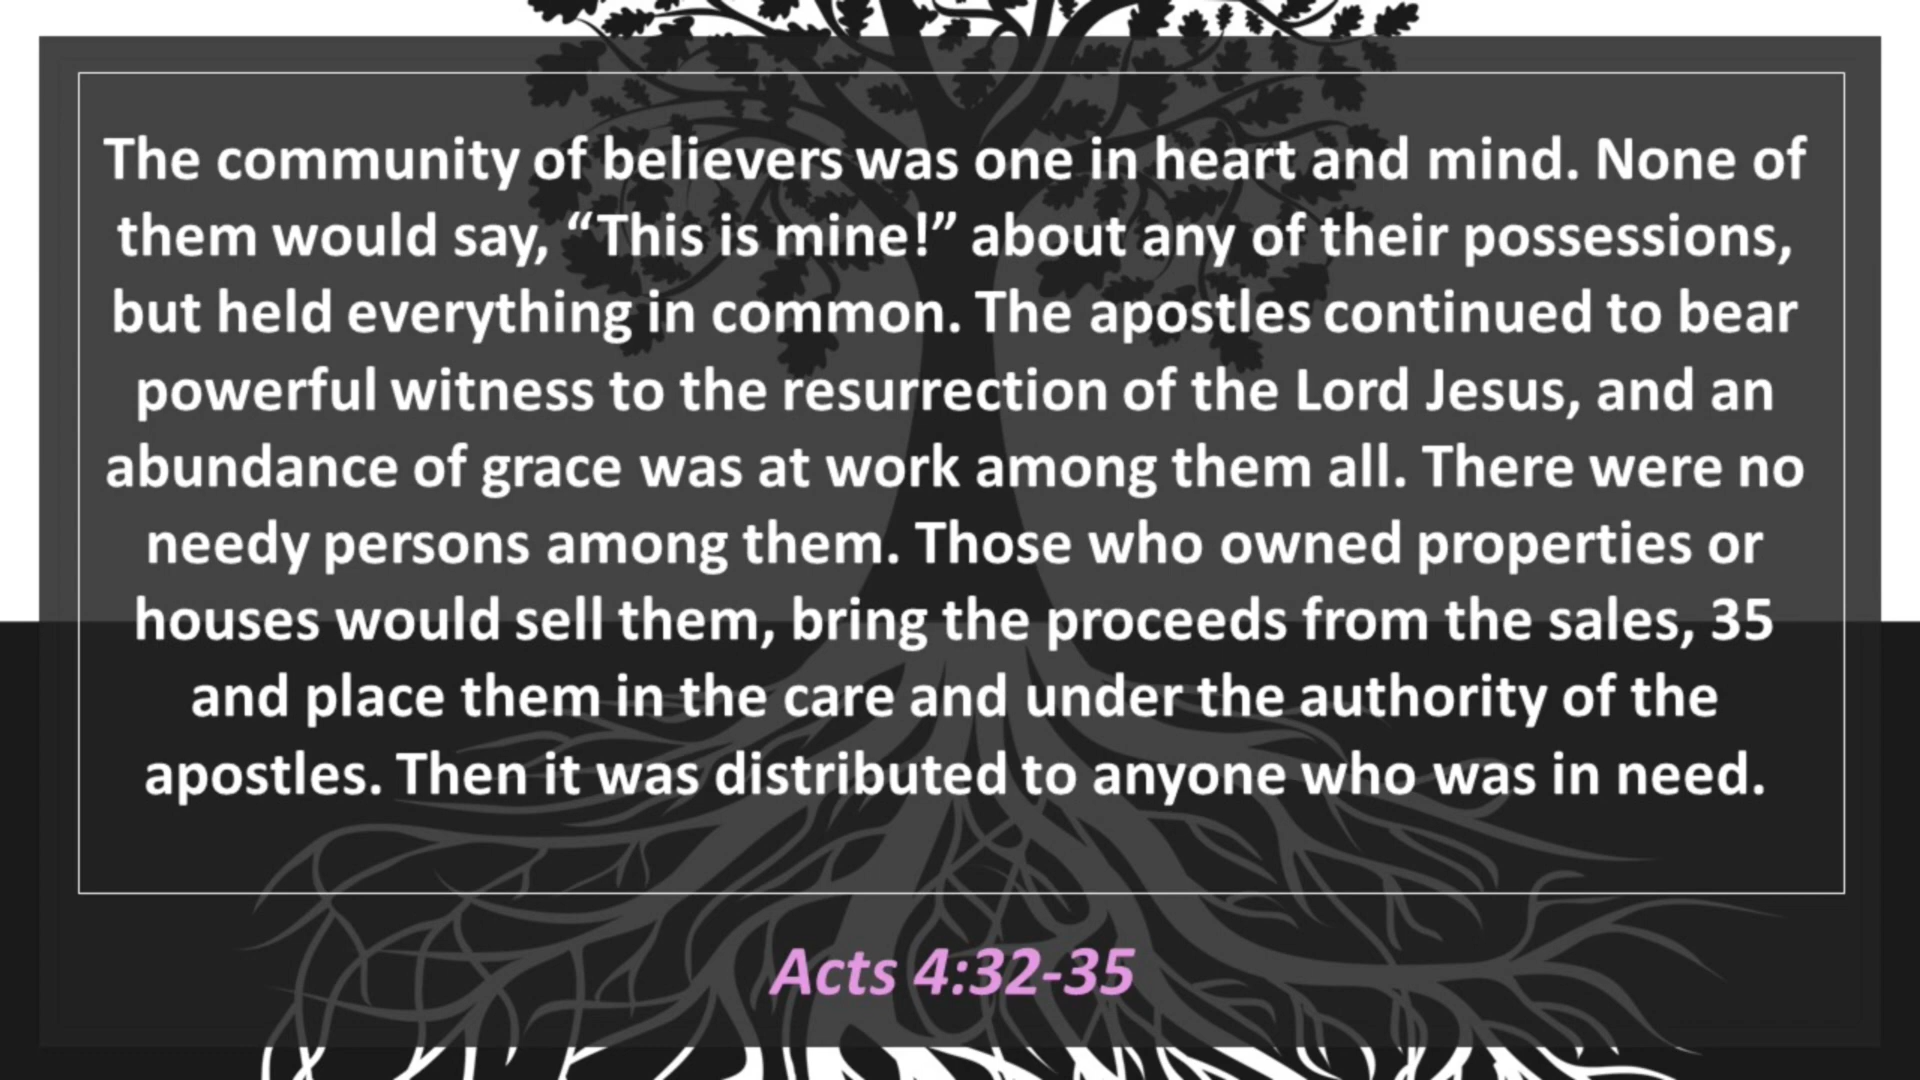 The community of believers was one in heart and mind. None of
them would say, “This is mine!” about any of their possessions,
but held everything in common. The apostles continued to bear
powerful witness to the resurrection of the Lord Jesus, and an
abundance of grace was at work among them all. There were no
needy persons among them. Those who owned properties or
houses would sell them, bring the proceeds from the sales, 35
and place them in the care and under the authority of the
apostles. Then it was distributed to anyone who was in need.
Acts 4:32-35